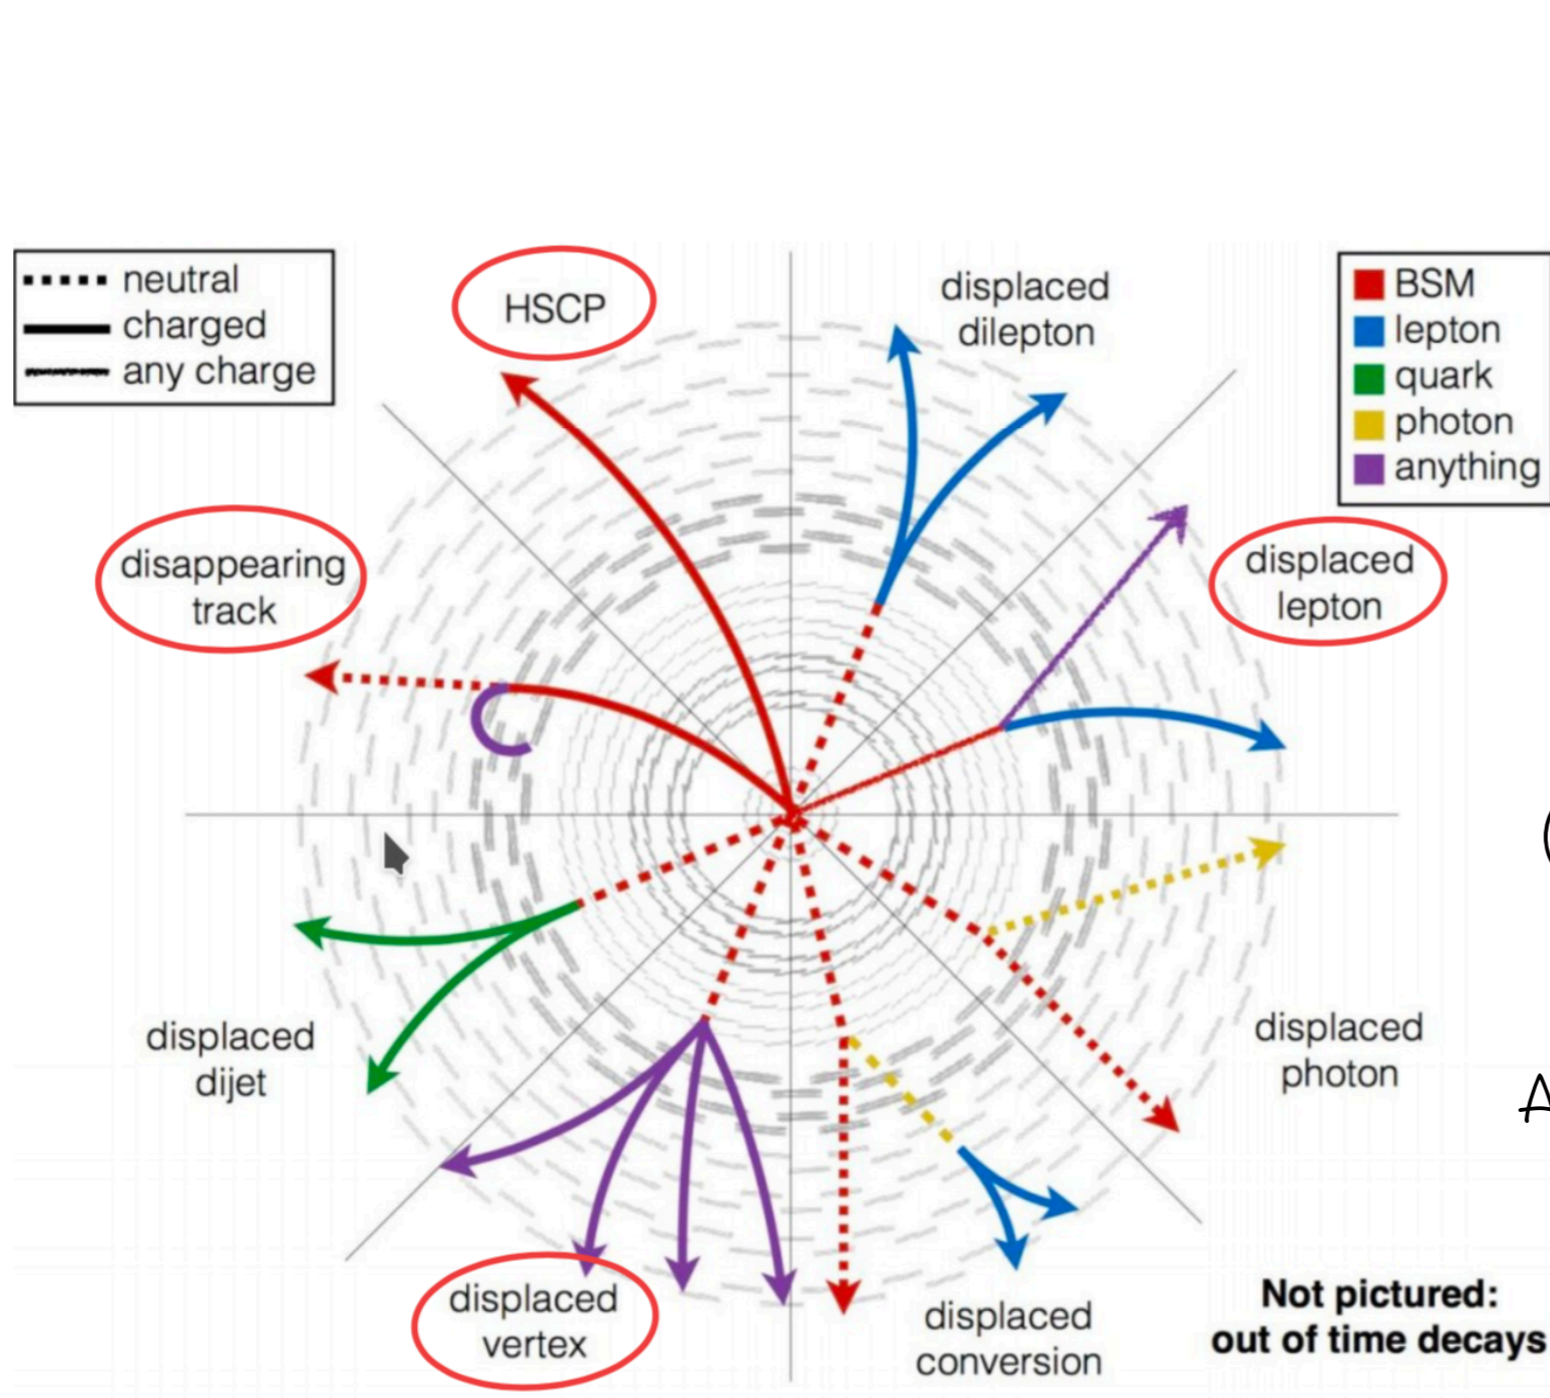 neutral
charged
any charge
HSCP
displaced
dilepton
BSM
lepton
quark
photon
anything
disappearing
track
displaced
lepton
displaced
dijet
displaced
photon
displaced
vertex
displaced
conversion
Not pictured:
out of time decays